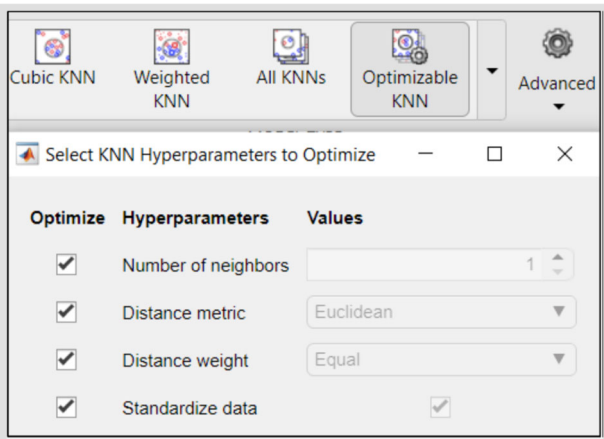 Cubic KNN
Weighted
KNN
All KNNs
Optimizable
KNN
Advanced
Select KNN Hyperparameters to Optimize
Optimize Hyperparameters Values
Number of neighbors 1
Distance metric Euclidean
Distance weight Equal
Standardize data